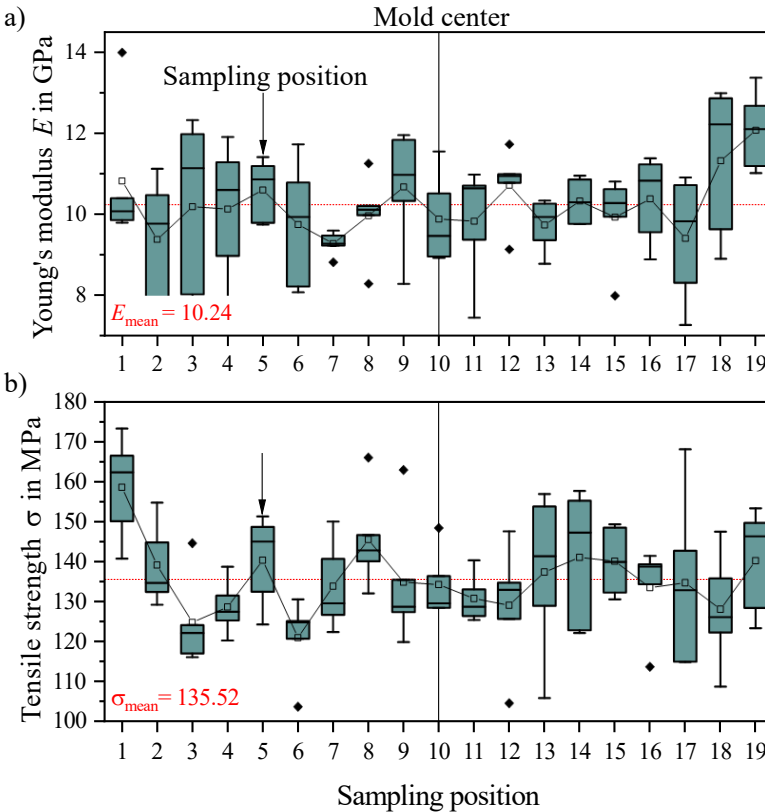 a)
Mold center
Sampling position
Young's modulus E in GPa
14
12
10
8
E_mean = 10.24
1 2 3 4 5 6 7 8 9 10 11 12 13 14 15 16 17 18 19
b)
Tensile strength σ in MPa
180
170
160
150
140
130
120
110
100
σ_mean = 135.52
1 2 3 4 5 6 7 8 9 10 11 12 13 14 15 16 17 18 19
Sampling position